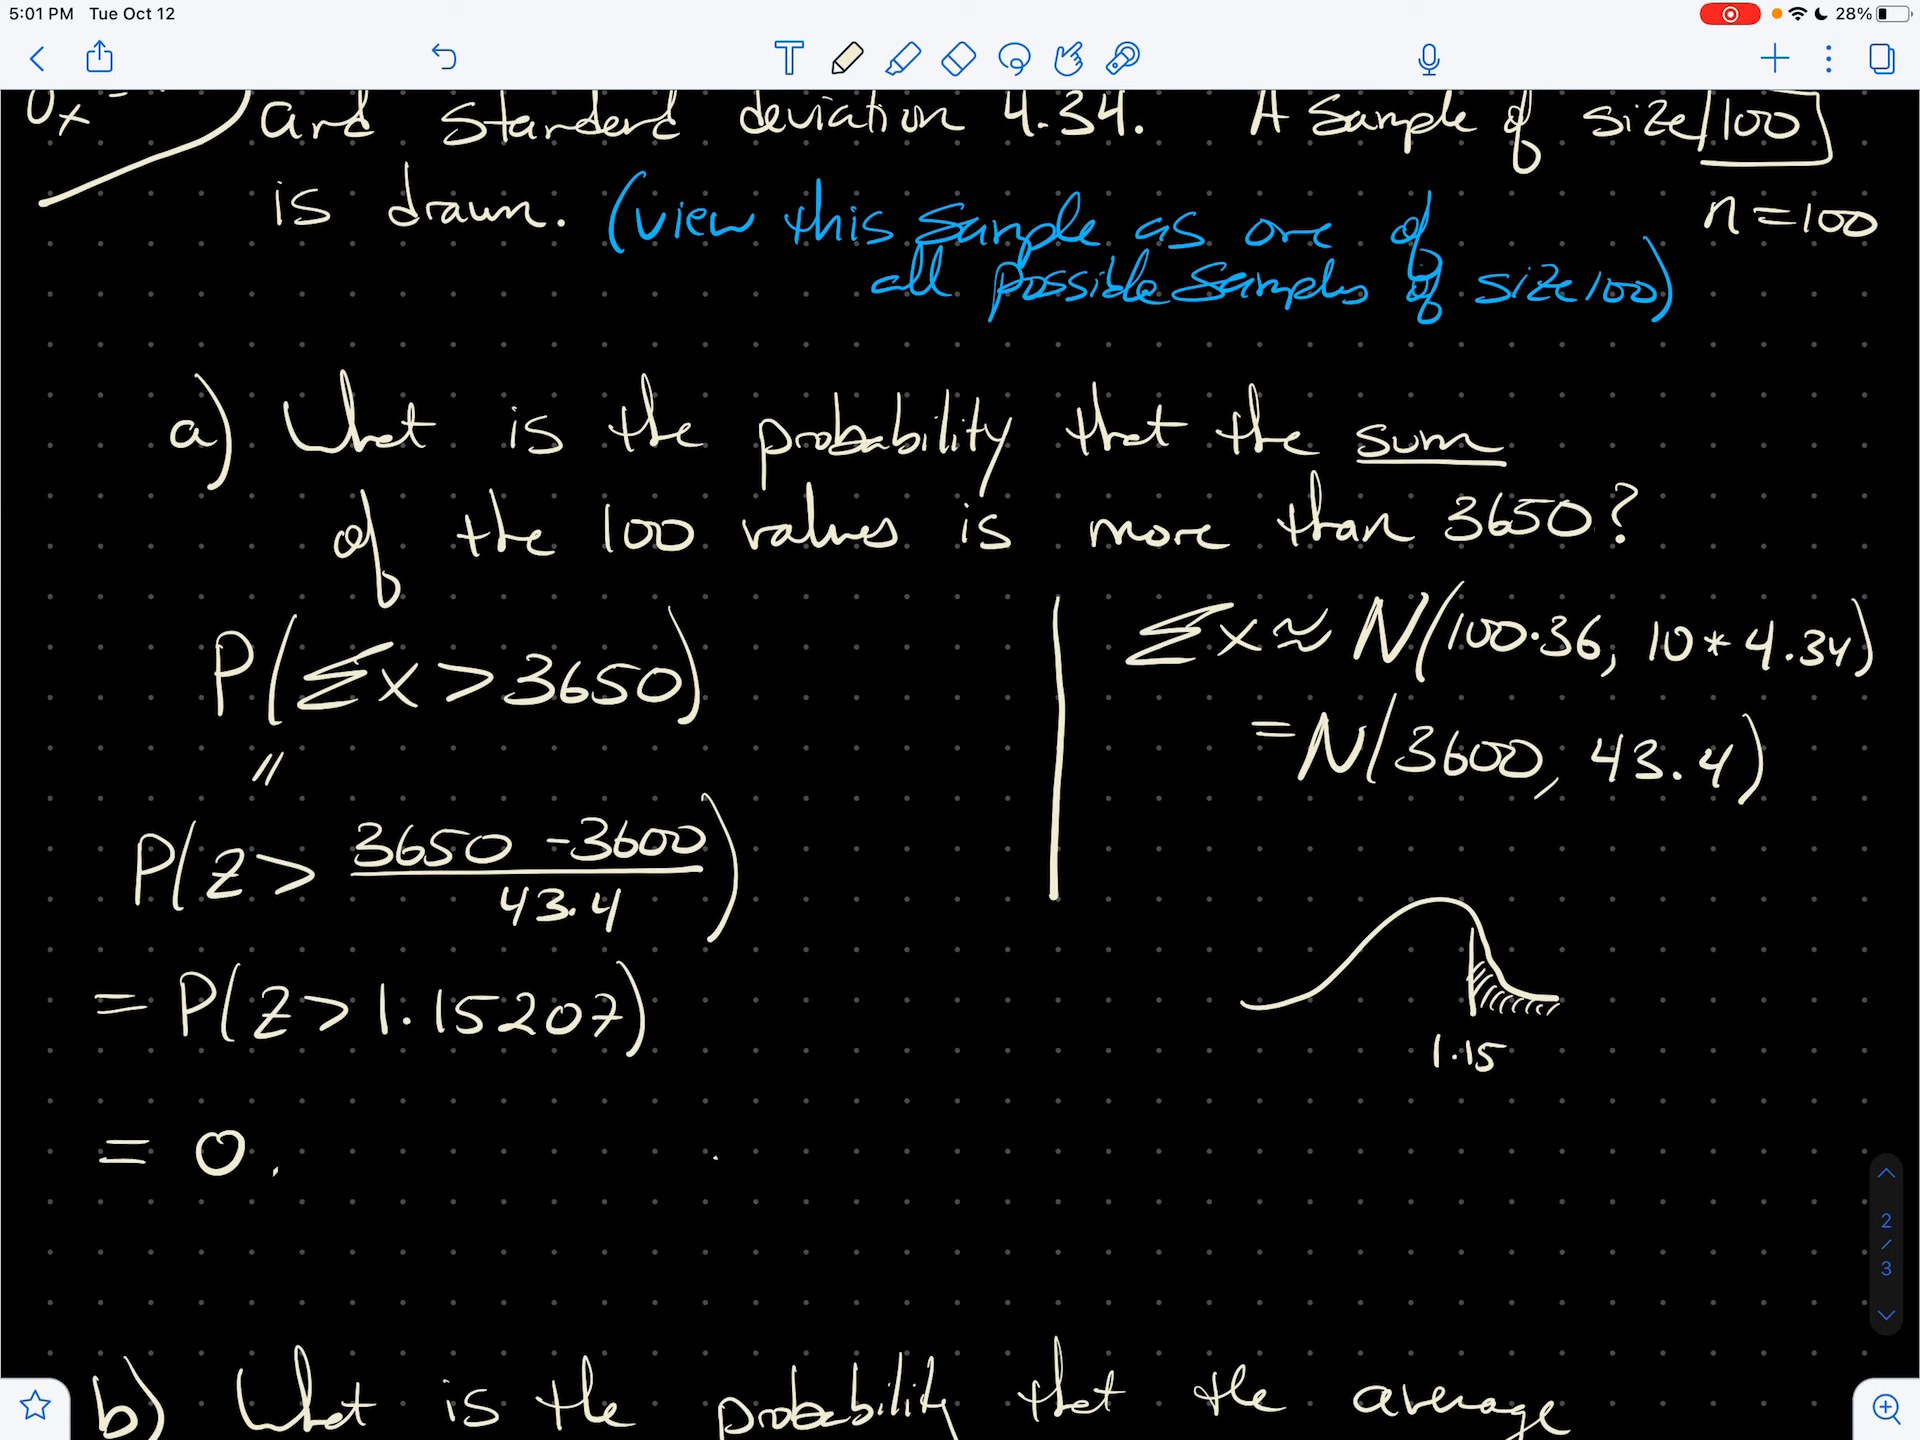 5:01 PM Tue Oct 12
28%
σx =
and standard deviation 4.34. A sample of size 100
is drawn. (view this sample as one of
n=100
all possible samples of size 100)
a) What is the probability that the sum
of the 100 values is more than 3650?
P(Σx > 3650)
Σx ≈ N(100·36, 10*4.34)
= N(3600, 43.4)
=
P(Z > 3650 - 3600
43.4)
= P(Z > 1.15207)
1.15
= 0.
2
/
3
b) What is the probability that the average